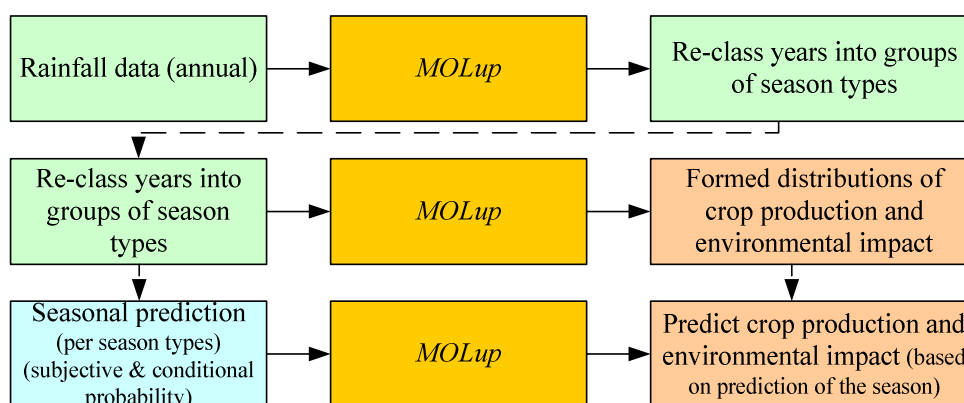 Rainfall data (annual)
MOLup
Re-class years into groups
of season types
Re-class years into
groups of season
types
MOLup
Formed distributions of
crop production and
environmental impact
Seasonal prediction
(per season types)
(subjective & conditional
probability)
MOLup
Predict crop production and
environmental impact (based
on prediction of the season)